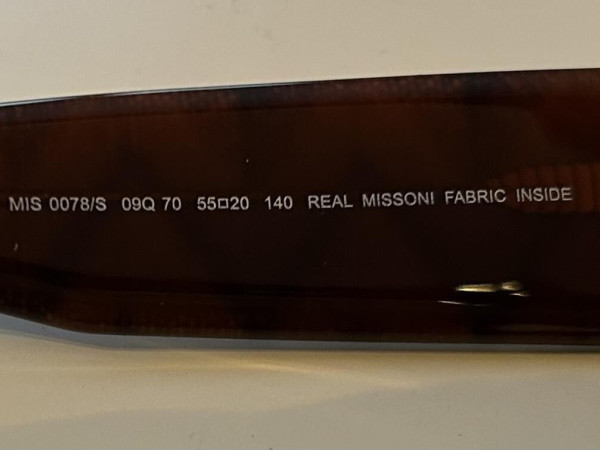 MIS 0078/S 09Q 70 55□20 140 REAL MISSONI FABRIC INSIDE